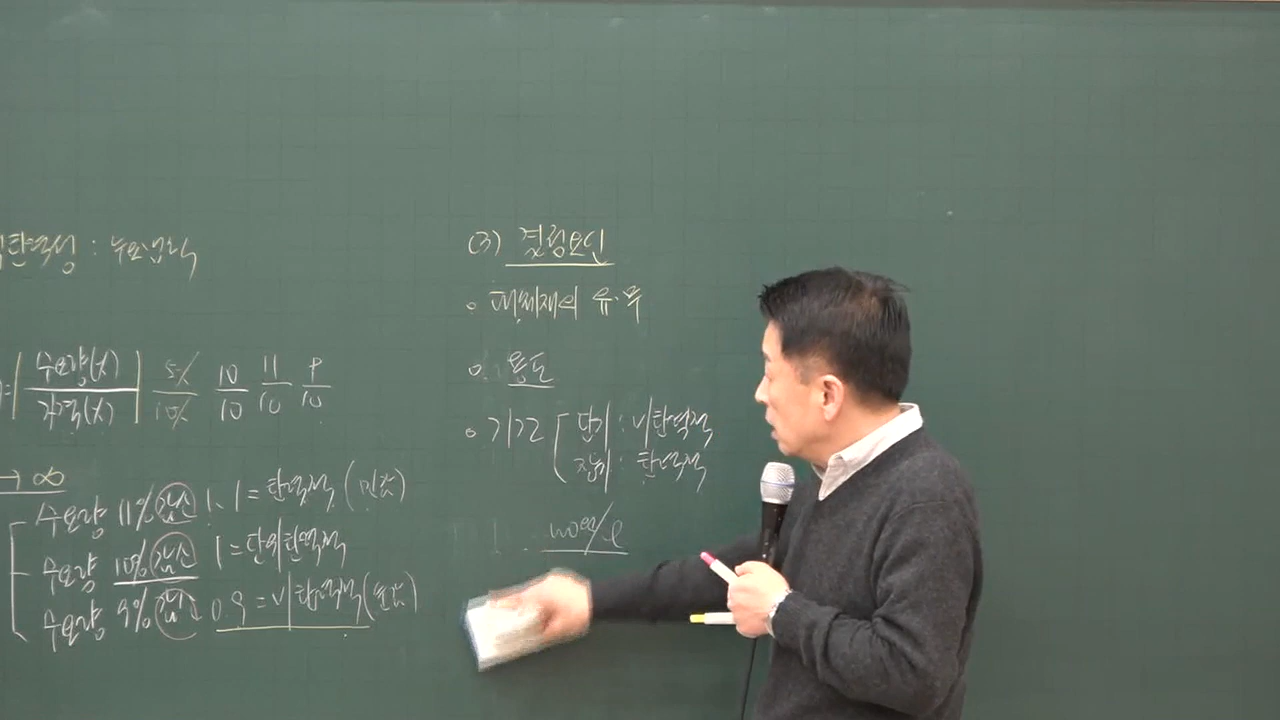 탄력성 : 수요법칙
수요량(%) 5% 10 11 9
가격(%) 10% 10 10 10
→ ∞
수요량 11% 감소 1.1 = 탄력적 (민감)
수요량 10% 감소 1 = 단위탄력적
수요량 9% 감소 0.9 = 비탄력적 (둔감)
(3) 결정요인
○ 대체재의 유·무
○ 용도
○ 기간 단기 : 비탄력적
장기 : 탄력적